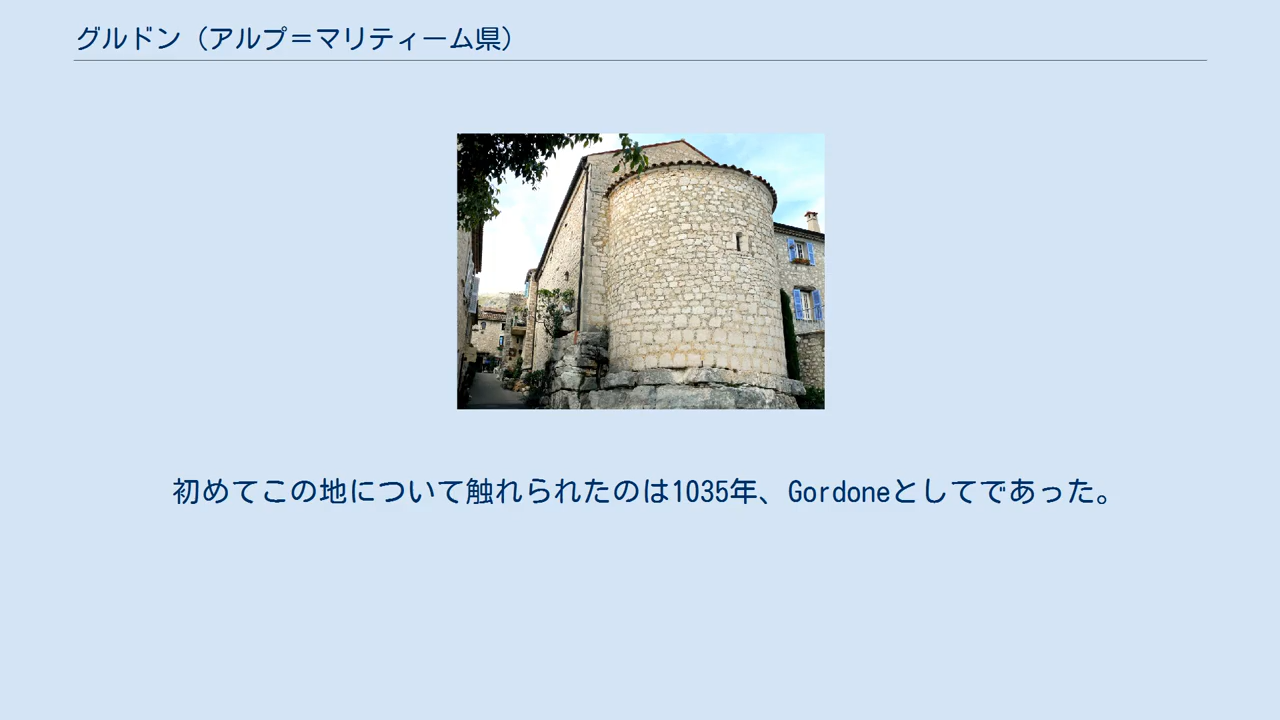 グルドン（アルプ＝マリティーム県）
初めてこの地について触れられたのは1035年、Gordoneとしてであった。